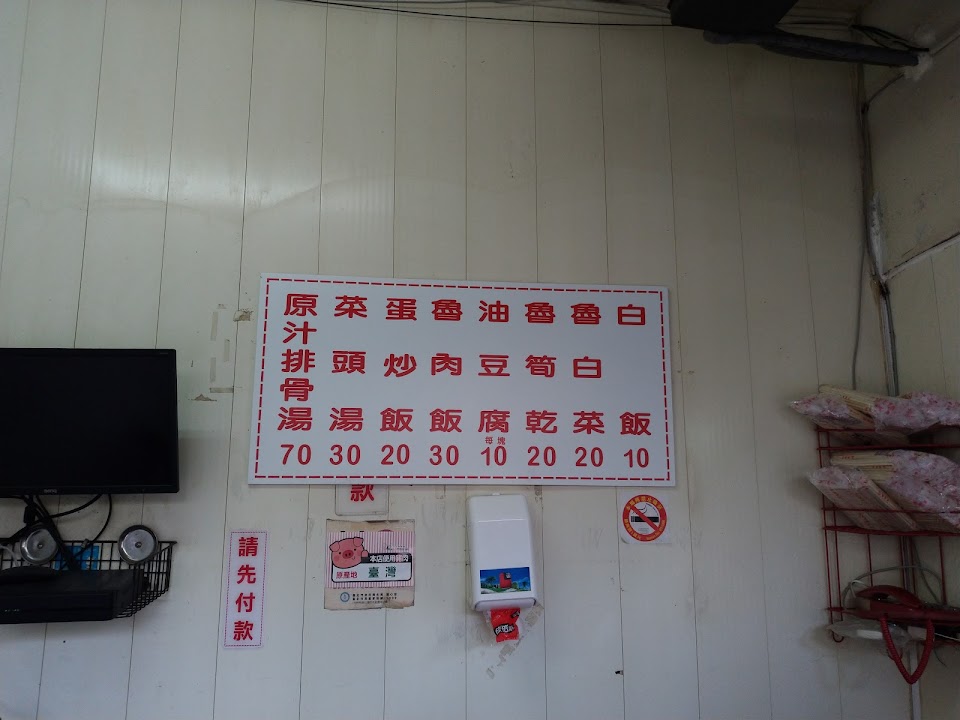 原汁排骨湯 70
菜頭湯 30
蛋炒飯 20
魯肉飯 30
油豆腐 每塊 10
魯筍乾 20
魯白菜 20
白飯 10
款
請先付款
本店使用豬肉
原產地 臺灣